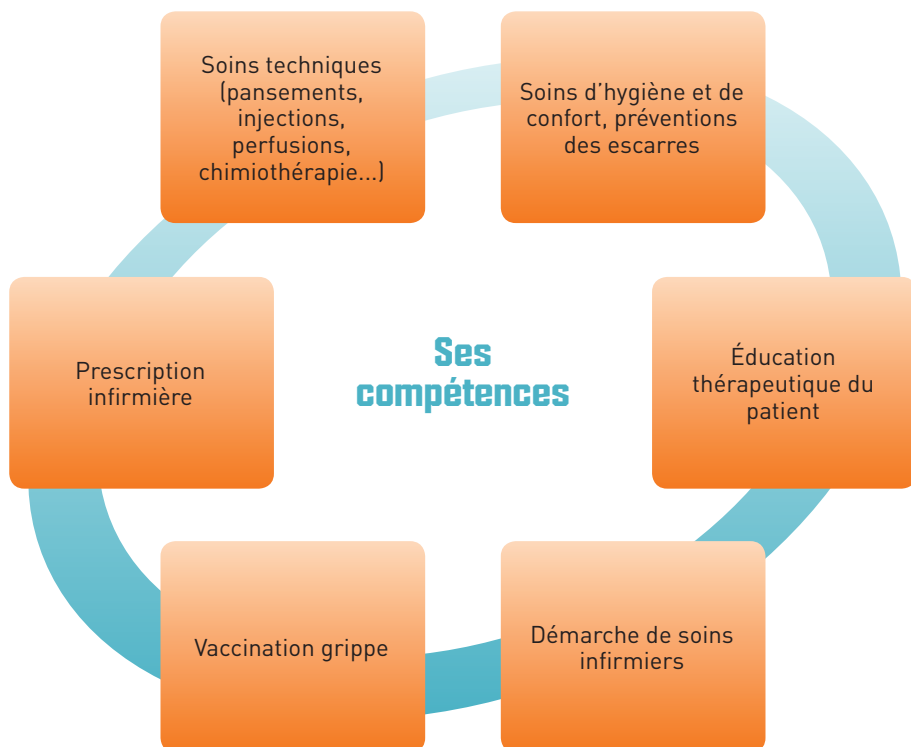 Soins techniques
(pansements,
injections,
perfusions,
chimiothérapie...)
Soins d'hygiène et de
confort, préventions
des escarres
Prescription
infirmière
Ses
compétences
Éducation
thérapeutique du
patient
Vaccination grippe
Démarche de soins
infirmiers